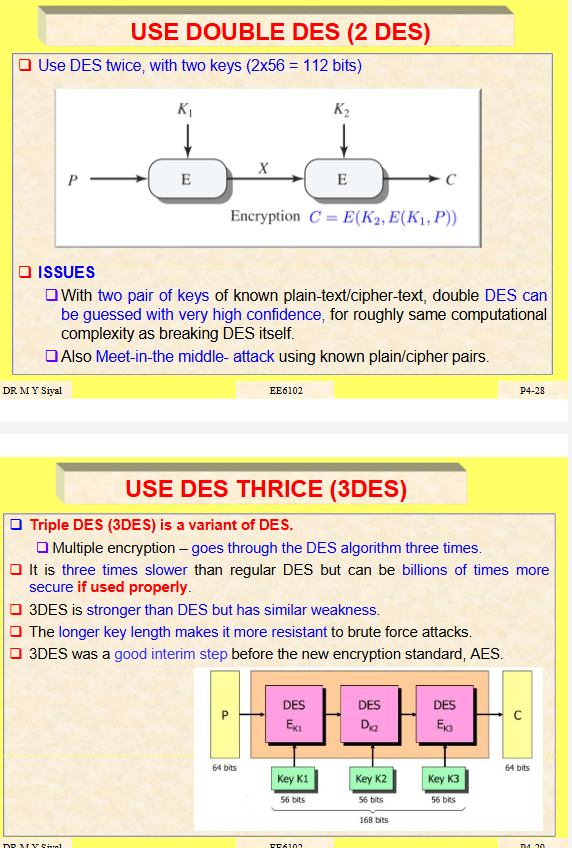 USE DOUBLE DES (2 DES)
Use DES twice, with two keys (2x56 = 112 bits)
K1 K2
P E X E C
Encryption C = E(K2, E(K1, P))
ISSUES
With two pair of keys of known plain-text/cipher-text, double DES can
be guessed with very high confidence, for roughly same computational
complexity as breaking DES itself.
Also Meet-in-the middle- attack using known plain/cipher pairs.
DR M Y Siyal EE6102 P4-28
USE DES THRICE (3DES)
Triple DES (3DES) is a variant of DES.
Multiple encryption – goes through the DES algorithm three times.
It is three times slower than regular DES but can be billions of times more
secure if used properly.
3DES is stronger than DES but has similar weakness.
The longer key length makes it more resistant to brute force attacks.
3DES was a good interim step before the new encryption standard, AES.
DES DES DES
P EK1 DK2 EK3 C
64 bits 64 bits
Key K1 Key K2 Key K3
56 bits 56 bits 56 bits
168 bits
DR M Y Siyal EE6102 P4-29